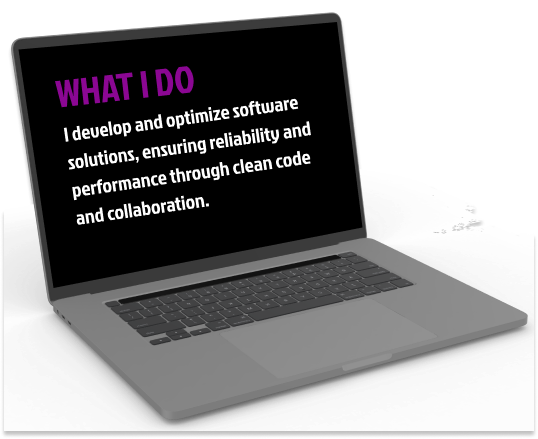 WHAT I DO
I develop and optimize software
solutions, ensuring reliability and
performance through clean code
and collaboration.